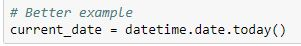 # Better example
current_date = datetime.date.today()